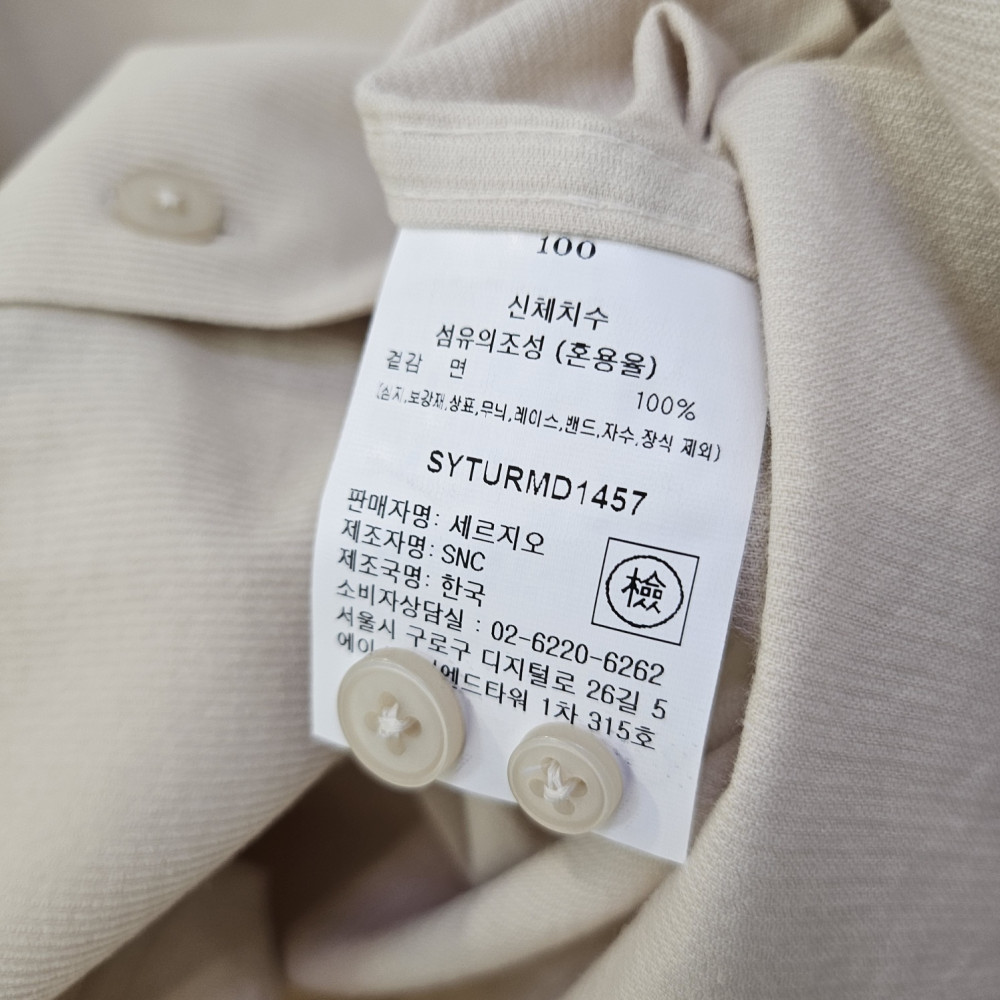 100
신체치수
섬유의조성 (혼용율)
겉감 면
100%
(심지,보강재,상표,무늬,레이스,밴드,자수,장식 제외)
SYTURMD1457
판매자명: 세르지오
제조자명: SNC
제조국명: 한국
檢
소비자상담실 : 02-6220-6262
서울시 구로구 디지털로 26길 5
타워 1차 315호